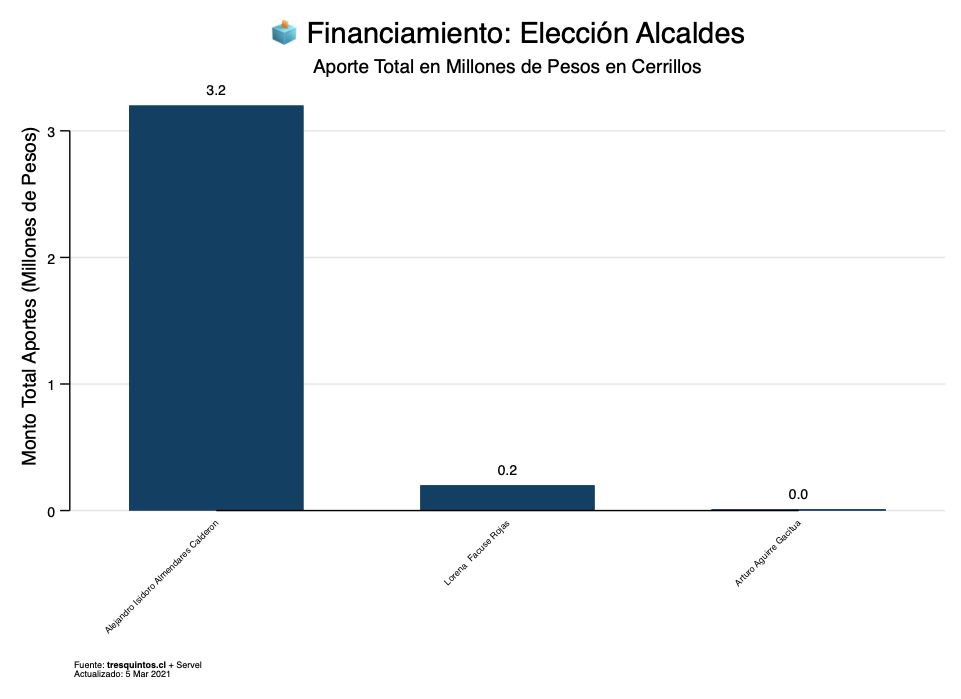 Financiamiento: Elección Alcaldes
Aporte Total en Millones de Pesos en Cerrillos
Monto Total Aportes (Millones de Pesos)
3
2
1
0
3.2
0.2
0.0
Alejandro Isidoro Almendares Calderon
Lorena  Facuse Rojas
Arturo Aguirre Gacitua
Fuente: tresquintos.cl + Servel
Actualizado: 5 Mar 2021